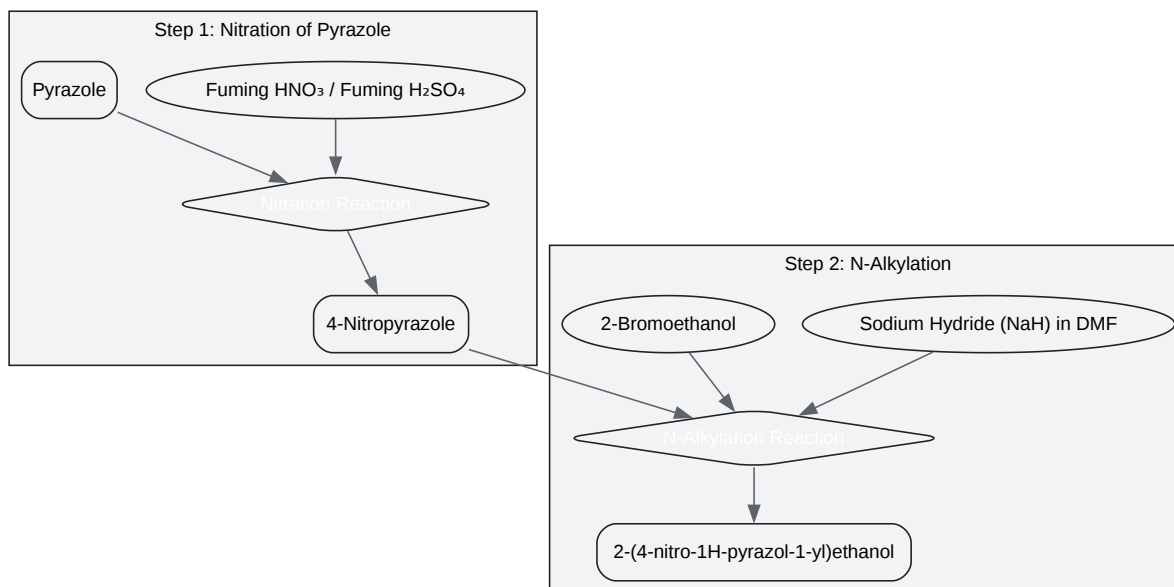 Step 1: Nitration of Pyrazole
Pyrazole
Fuming HNO₃ / Fuming H₂SO₄
Nitration Reaction
4-Nitropyrazole
Step 2: N-Alkylation
2-Bromoethanol
Sodium Hydride (NaH) in DMF
N-Alkylation Reaction
2-(4-nitro-1H-pyrazol-1-yl)ethanol